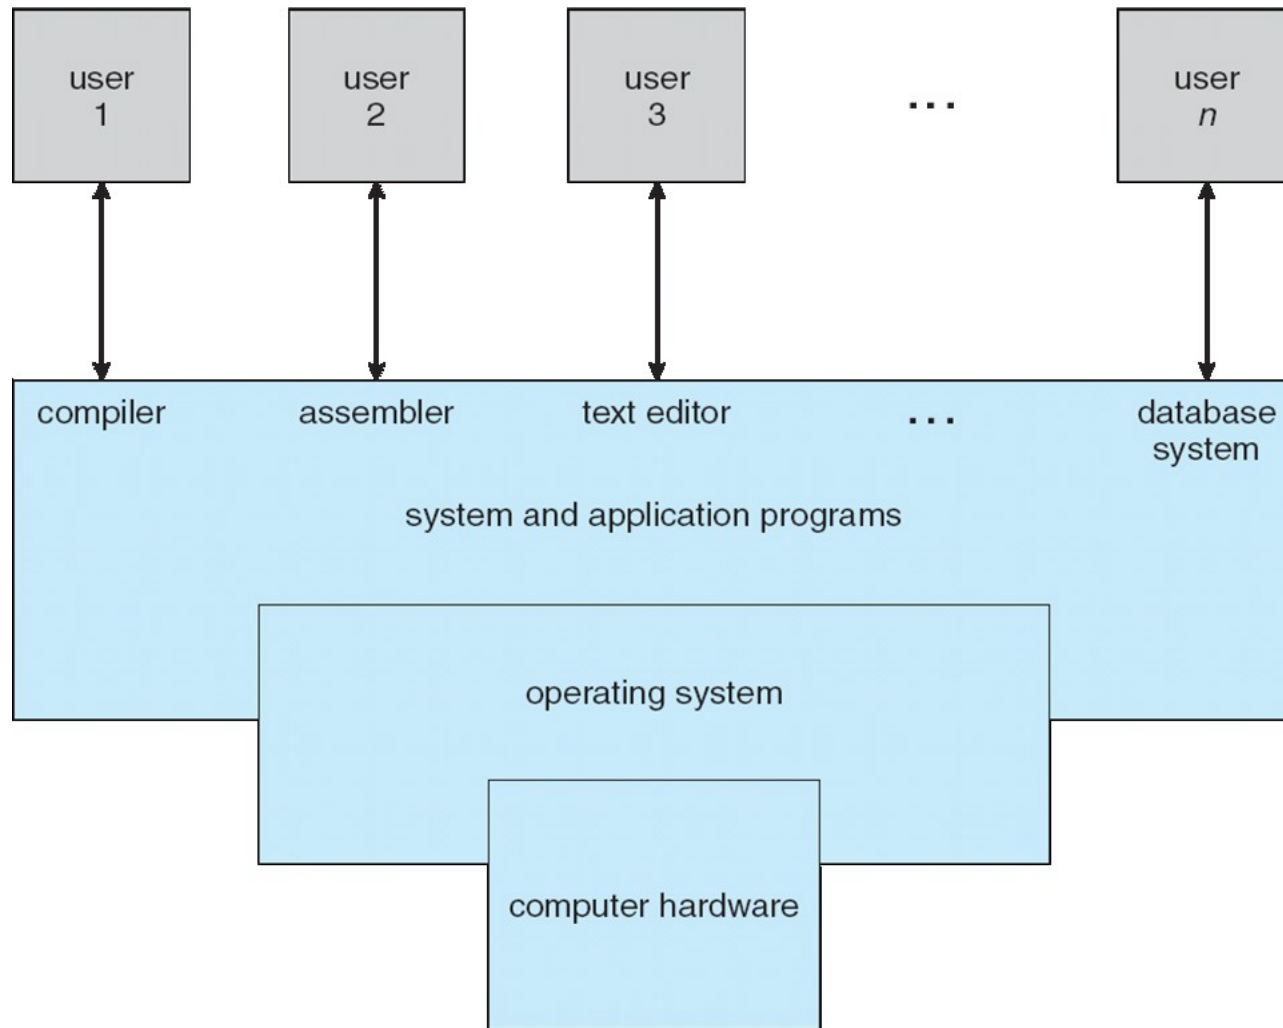 user
1
user
2
user
3
...
user
n
compiler
assembler
text editor
...
database
system
system and application programs
operating system
computer hardware